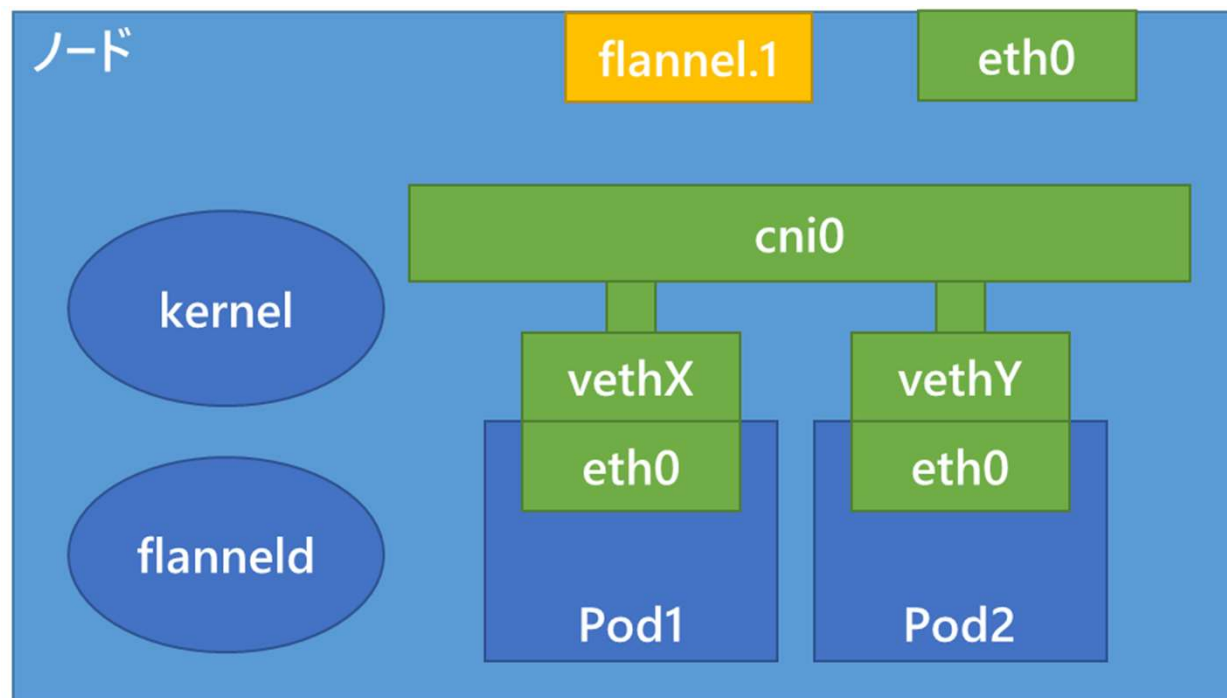 ノード
flannel.1
eth0
cni0
kernel
vethX
vethY
eth0
eth0
flanneld
Pod1
Pod2